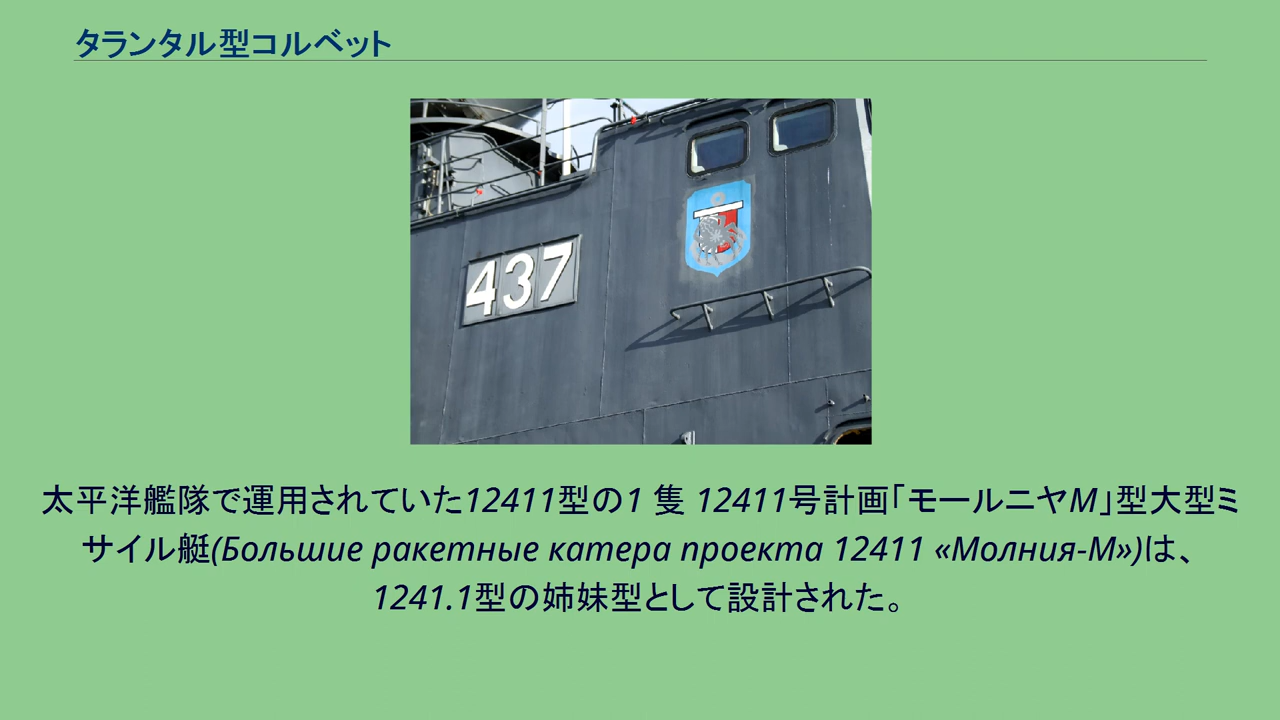 タランタル型コルベット
437
太平洋艦隊で運用されていた12411型の1 隻 12411号計画「モールニヤM」型大型ミ
サイル艇(Большие ракетные катера проекта 12411 «Молния-М»)は、
1241.1型の姉妹型として設計された。